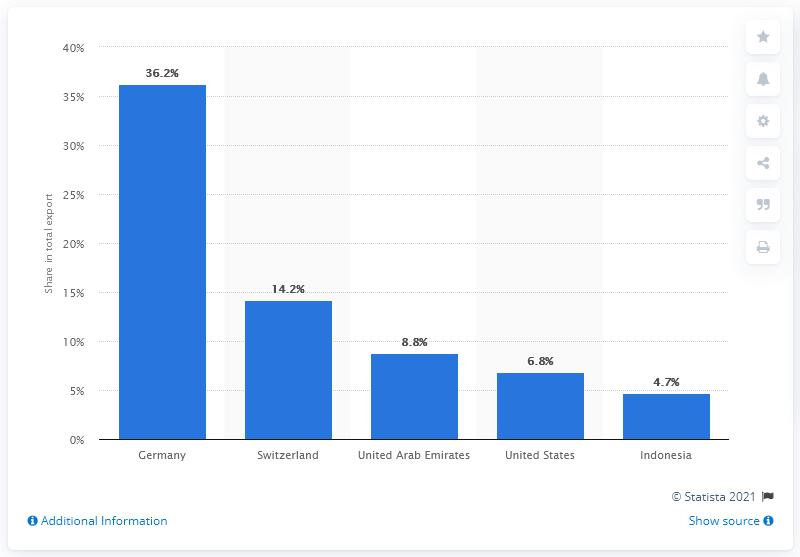 40%
35%
30%
25%
20%
15%
10%
5%
0%
Share in total export
36.2%
14.2%
8.8%
6.8%
4.7%
Germany
Switzerland
United Arab Emirates
United States
Indonesia
© Statista 2021
Additional Information
Show source